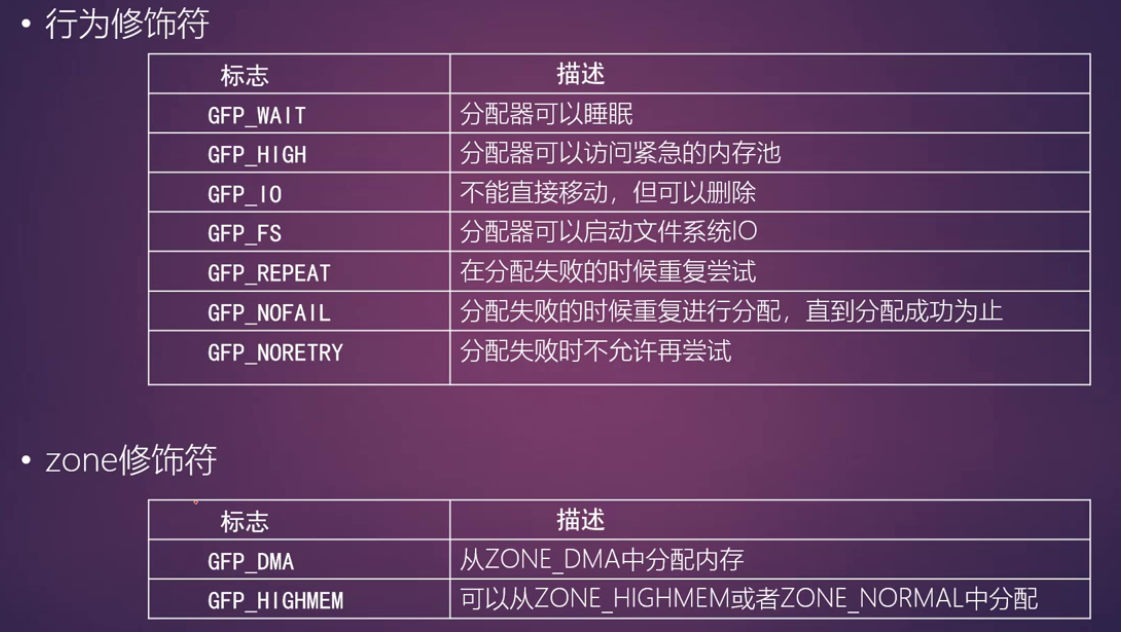 • 行为修饰符
标志 描述
GFP_WAIT 分配器可以睡眠
GFP_HIGH 分配器可以访问紧急的内存池
GFP_IO 不能直接移动，但可以删除
GFP_FS 分配器可以启动文件系统IO
GFP_REPEAT 在分配失败的时候重复尝试
GFP_NOFAIL 分配失败的时候重复进行分配，直到分配成功为止
GFP_NORETRY 分配失败时不允许再尝试
• zone修饰符
标志 描述
GFP_DMA 从ZONE_DMA中分配内存
GFP_HIGHMEM 可以从ZONE_HIGHMEM或者ZONE_NORMAL中分配